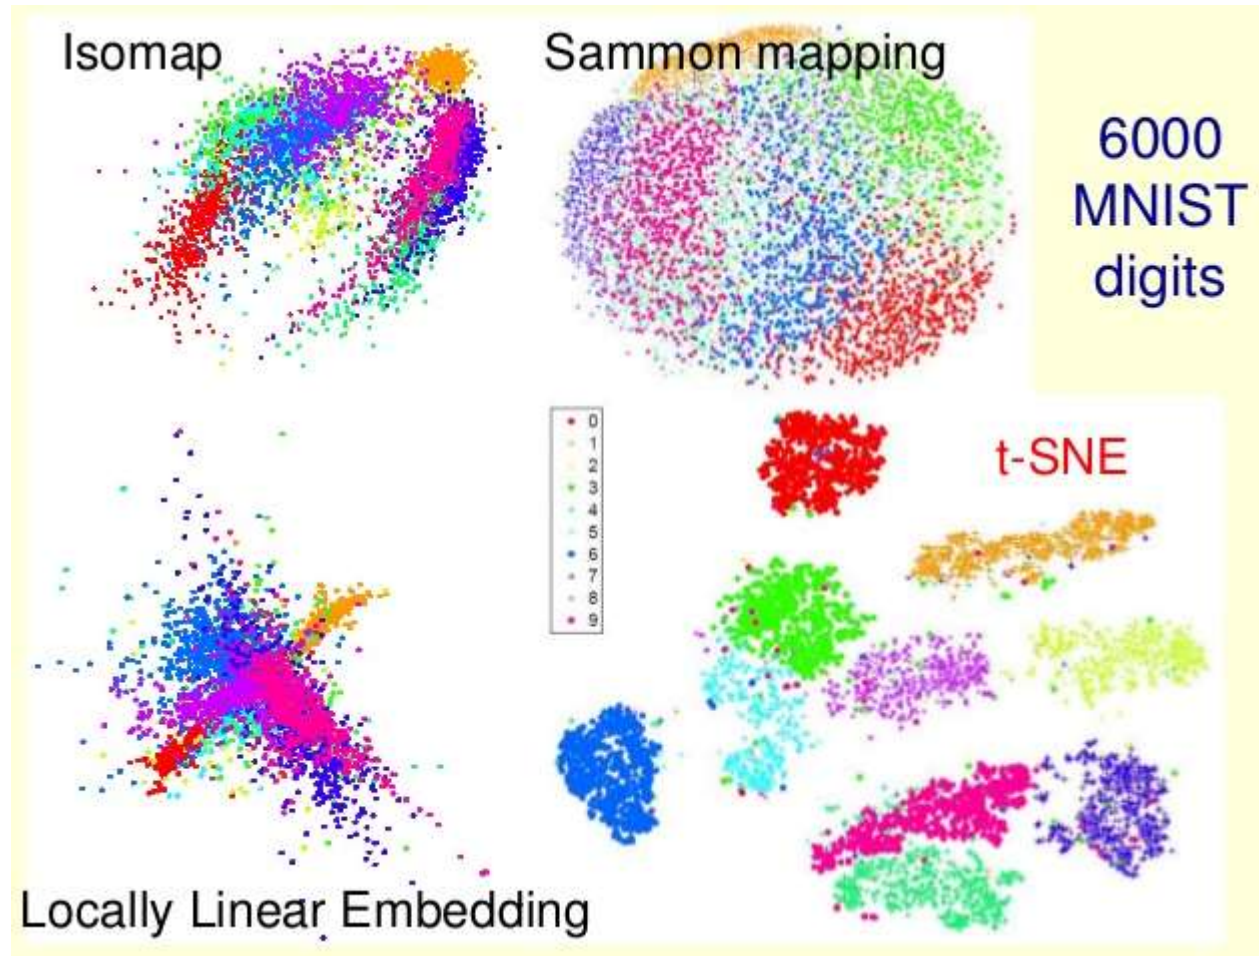 Isomap
Sammon mapping
6000
MNIST
digits
0
1
2
3
4
5
6
7
8
9
t-SNE
Locally Linear Embedding